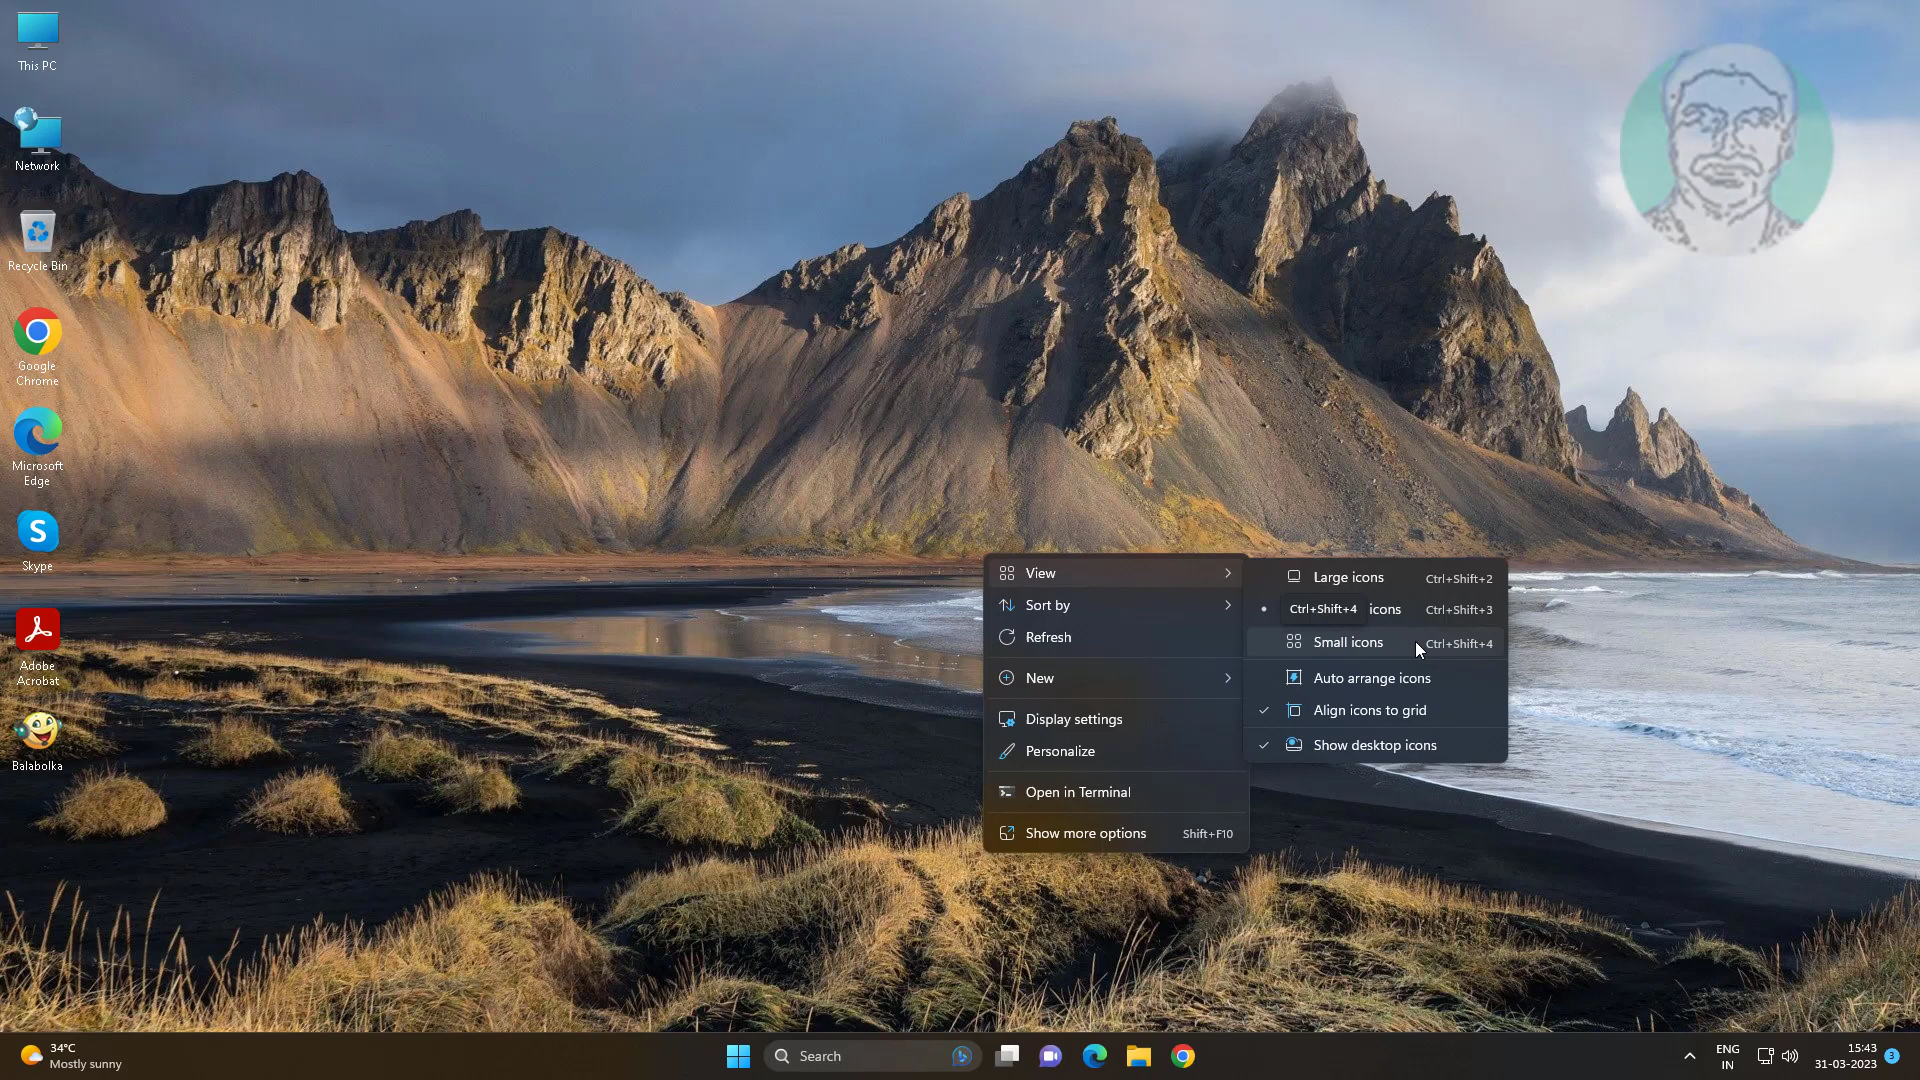 This PC
Network
Recycle Bin
Google
Chrome
Microsoft
Edge
S
Skype
Adobe
Acrobat
Balabolka
View
Sort by
Refresh
New
Display settings
Personalize
Open in Terminal
Show more options Shift+F10
Large icons Ctrl+Shift+2
Ctrl+Shift+4 icons Ctrl+Shift+3
Small icons Ctrl+Shift+4
Auto arrange icons
Align icons to grid
Show desktop icons
34°C
Mostly sunny
Search
ENG
IN
15:43
31-03-2023
3